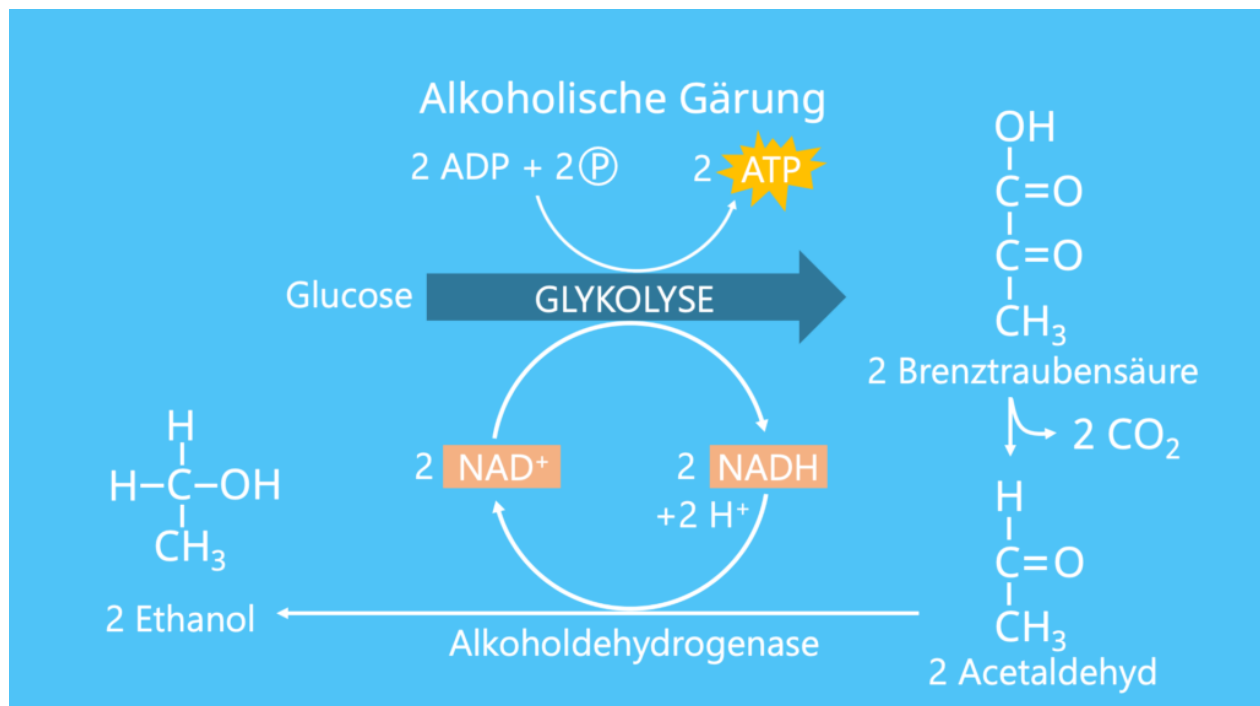 Alkoholische Gärung
2 ADP + 2 Ⓟ
2 ATP
Glucose
GLYKOLYSE
OH
C=O
C=O
CH₃
2 Brenztraubensäure
2 CO₂
2 NAD⁺
2 NADH
+2 H⁺
H
H–C–OH
CH₃
2 Ethanol
Alkoholdehydrogenase
H
C=O
CH₃
2 Acetaldehyd